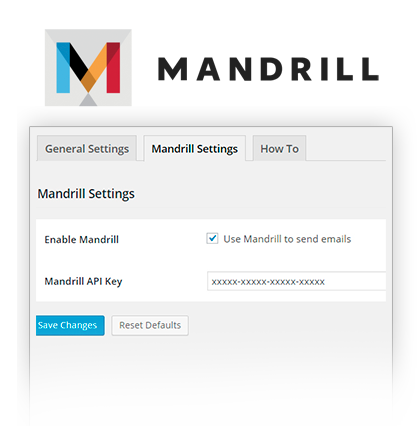 MANDRILL
General Settings
Mandrill Settings
How To
Mandrill Settings
Enable Mandrill
Use Mandrill to send emails
Mandrill API Key
xxxxx-xxxxx-xxxxx-xxxxx
Save Changes
Reset Defaults